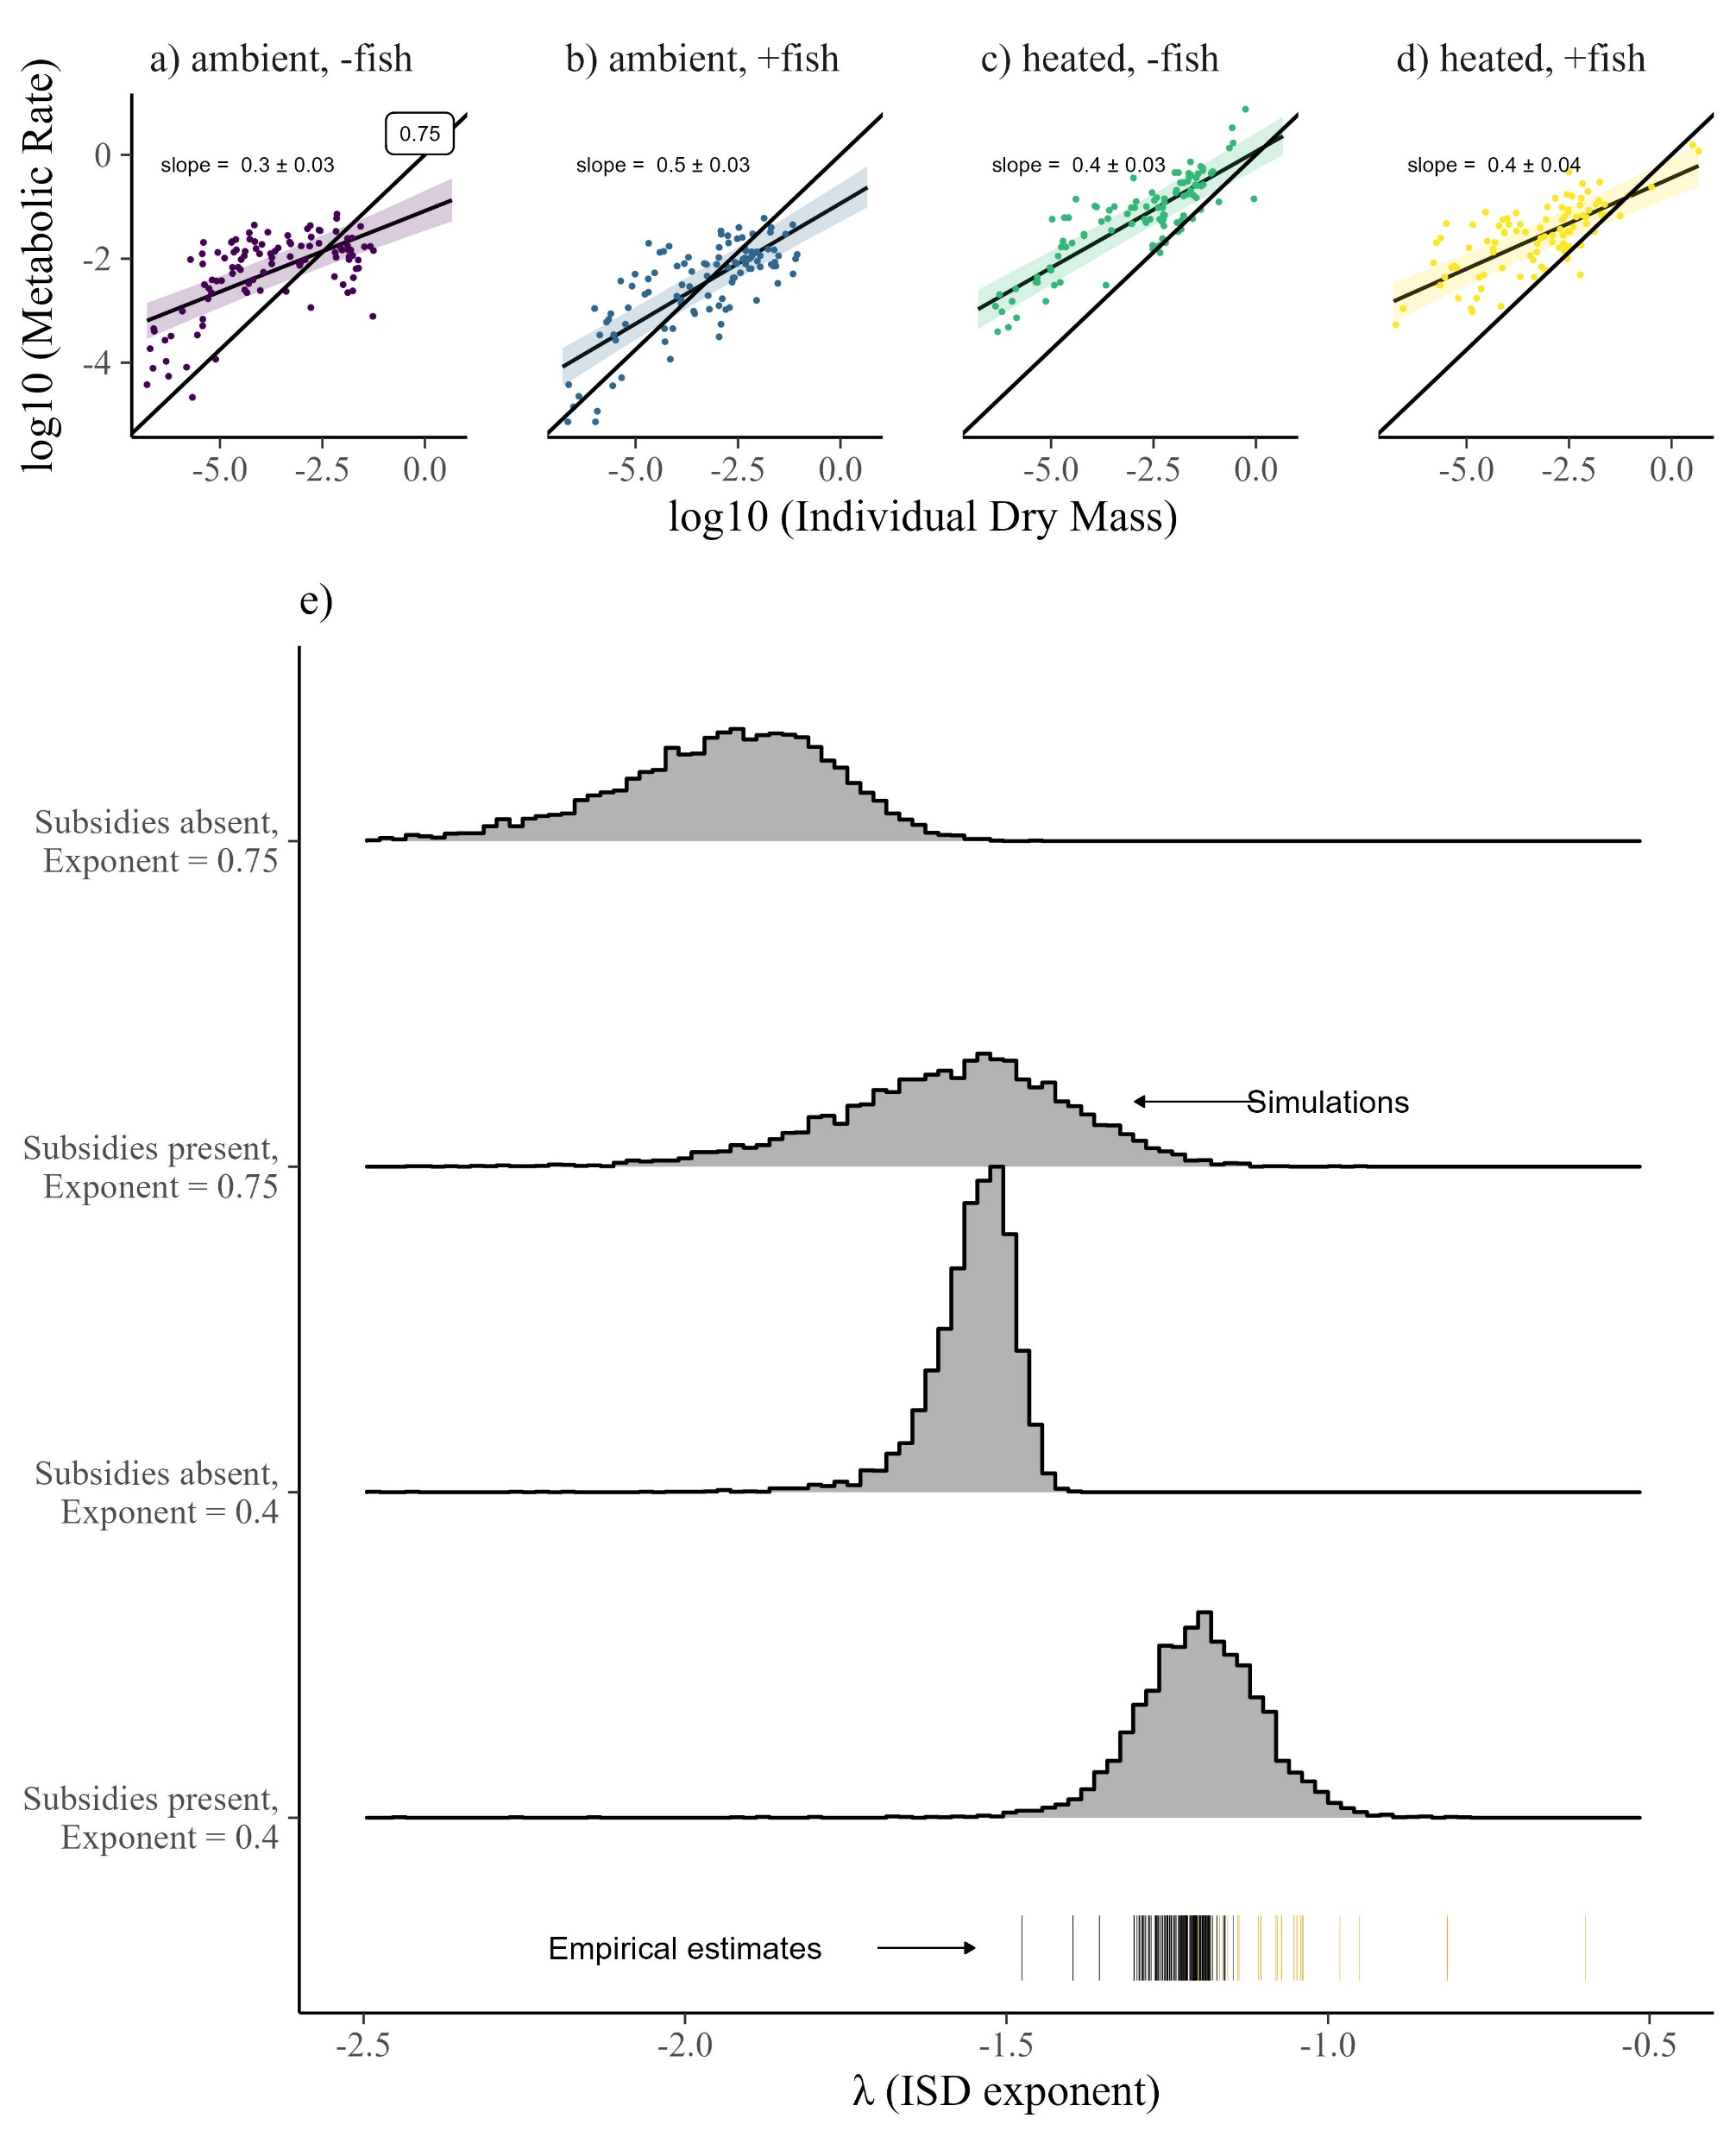 a) ambient, -fish
b) ambient, +fish
c) heated, -fish
d) heated, +fish
log10 (Metabolic Rate)
0
-2
-4
0.75
slope = 0.3 ± 0.03
slope = 0.5 ± 0.03
slope = 0.4 ± 0.03
slope = 0.4 ± 0.04
-5.0 -2.5 0.0
-5.0 -2.5 0.0
-5.0 -2.5 0.0
-5.0 -2.5 0.0
log10 (Individual Dry Mass)
e)
Subsidies absent,
Exponent = 0.75
Subsidies present,
Exponent = 0.75
Simulations
Subsidies absent,
Exponent = 0.4
Subsidies present,
Exponent = 0.4
Empirical estimates
-2.5 -2.0 -1.5 -1.0 -0.5
λ (ISD exponent)